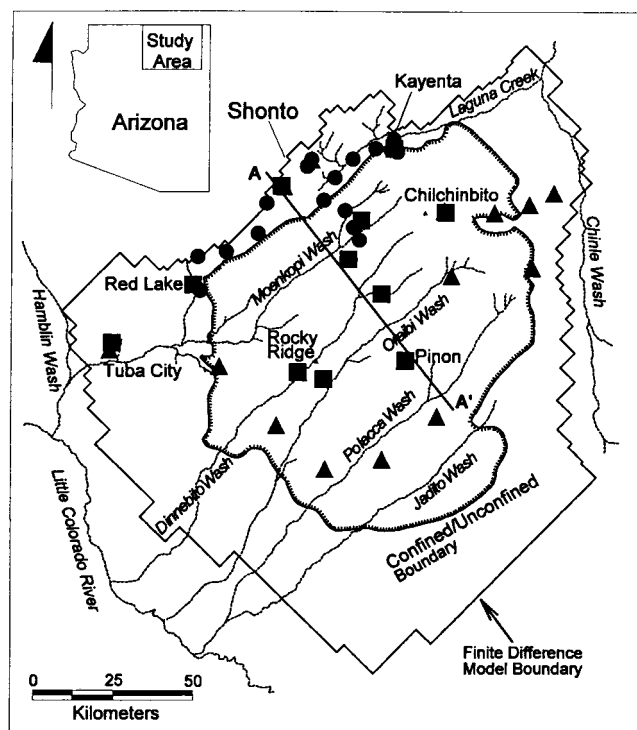 Study
Area
Arizona
Kayenta
Laguna Creek
Shonto
A
Chilchinbito
Chinle Wash
Moenkopi Wash
Red Lake
Hamblin Wash
Oraibi Wash
Rocky
Ridge
Pinon
Tuba City
A'
Polacca Wash
Jadito Wash
Dinnebito Wash
Little Colorado River
Confined/Unconfined
Boundary
Finite Difference
Model Boundary
0 25 50
Kilometers